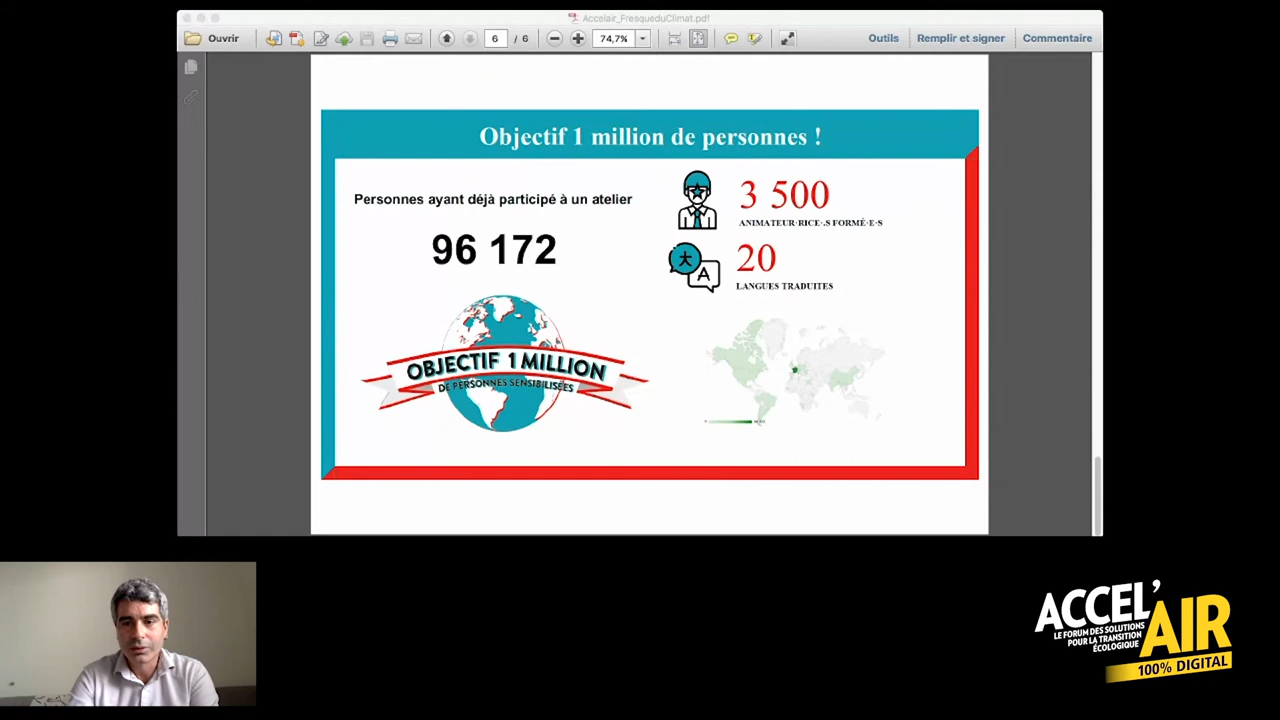 Accelair_FresqueduClimat.pdf
Ouvrir
6 / 6
74,7%
Outils
Remplir et signer
Commentaire
Objectif 1 million de personnes !
Personnes ayant déjà participé à un atelier
96 172
3 500
ANIMATEUR·RICE·.S FORMÉ·E·S
20
LANGUES TRADUITES
A
OBJECTIF 1 MILLION
DE PERSONNES SENSIBILISÉES
ACCEL'
AIR
LE FORUM DES SOLUTIONS
POUR LA TRANSITION
ÉCOLOGIQUE
100% DIGITAL